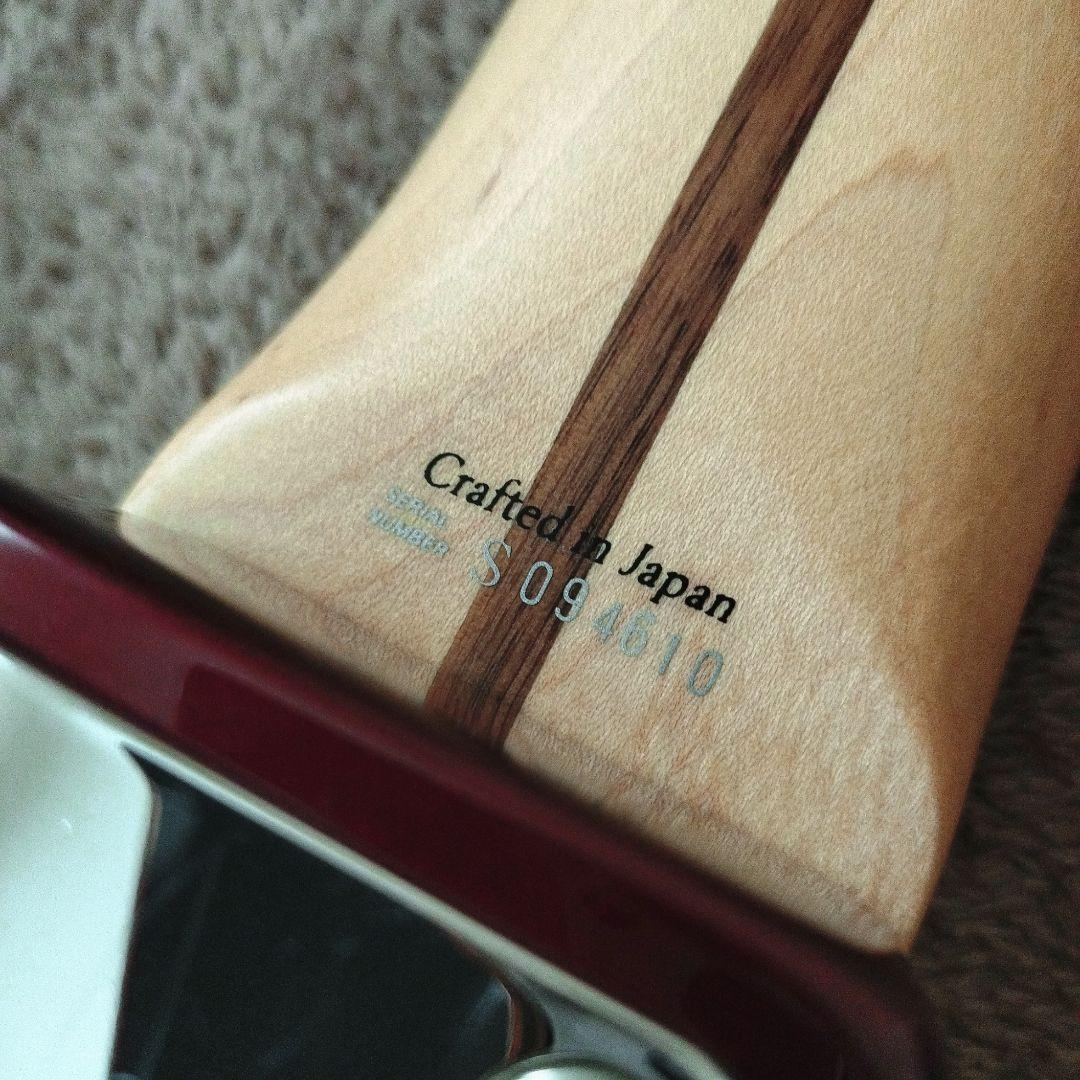 Crafted in Japan
SERIAL
NUMBER
S094610